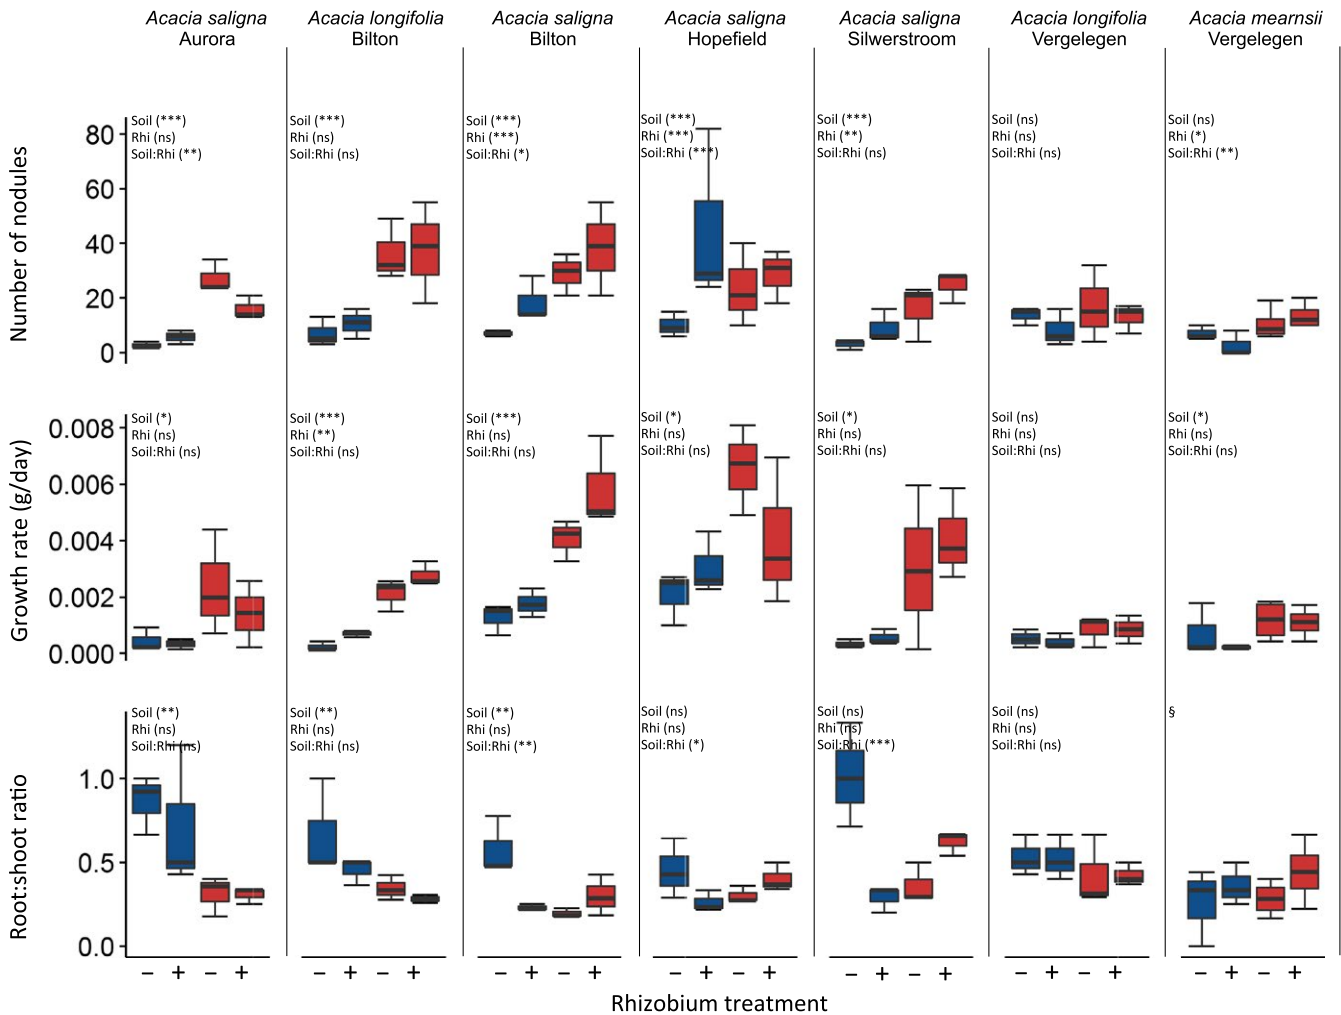 Acacia saligna
Aurora
Acacia longifolia
Bilton
Acacia saligna
Bilton
Acacia saligna
Hopefield
Acacia saligna
Silwerstroom
Acacia longifolia
Vergelegen
Acacia mearnsii
Vergelegen
Number of nodules
80
60
40
20
0
Soil (***)
Rhi (ns)
Soil:Rhi (**)
Soil (***)
Rhi (ns)
Soil:Rhi (ns)
Soil (***)
Rhi (***)
Soil:Rhi (*)
Soil (***)
Rhi (***)
Soil:Rhi (***)
Soil (***)
Rhi (**)
Soil:Rhi (ns)
Soil (ns)
Rhi (ns)
Soil:Rhi (ns)
Soil (ns)
Rhi (*)
Soil:Rhi (**)
Growth rate (g/day)
0.008
0.006
0.004
0.002
0.000
Soil (*)
Rhi (ns)
Soil:Rhi (ns)
Soil (***)
Rhi (**)
Soil:Rhi (ns)
Soil (***)
Rhi (ns)
Soil:Rhi (ns)
Soil (*)
Rhi (ns)
Soil:Rhi (ns)
Soil (*)
Rhi (ns)
Soil:Rhi (ns)
Soil (ns)
Rhi (ns)
Soil:Rhi (ns)
Soil (*)
Rhi (ns)
Soil:Rhi (ns)
Root:shoot ratio
1.0
0.5
0.0
Soil (**)
Rhi (ns)
Soil:Rhi (ns)
Soil (**)
Rhi (ns)
Soil:Rhi (ns)
Soil (**)
Rhi (ns)
Soil:Rhi (**)
Soil (ns)
Rhi (ns)
Soil:Rhi (*)
Soil (ns)
Rhi (ns)
Soil:Rhi (***)
Soil (ns)
Rhi (ns)
Soil:Rhi (ns)
§
– + – + – + – + – + – + – + – + – + – + – + – + – + – +
Rhizobium treatment